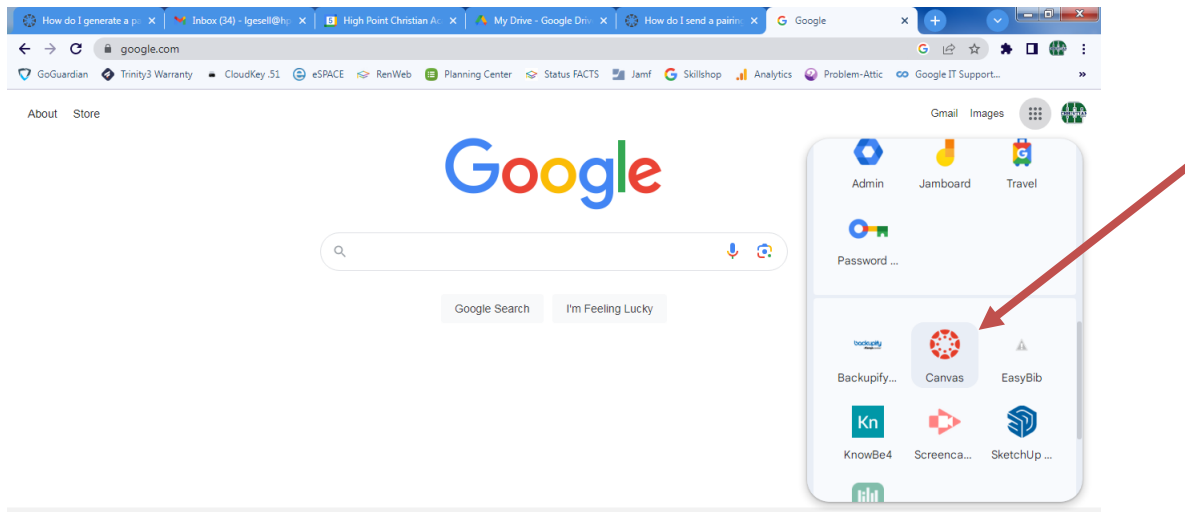 How do I generate a pa
Inbox (34) - lgesell@hp
High Point Christian Ac
My Drive - Google Driv
How do I send a pairing
Google
google.com
GoGuardian Trinity3 Warranty CloudKey .51 eSPACE RenWeb Planning Center Status FACTS Jamf Skillshop Analytics Problem-Attic Google IT Support... »
About Store Gmail Images
Google
Admin Jamboard Travel
Password ...
Google Search I'm Feeling Lucky
backupify
Backupify... Canvas EasyBib
Kn
KnowBe4 Screenca... SketchUp ...